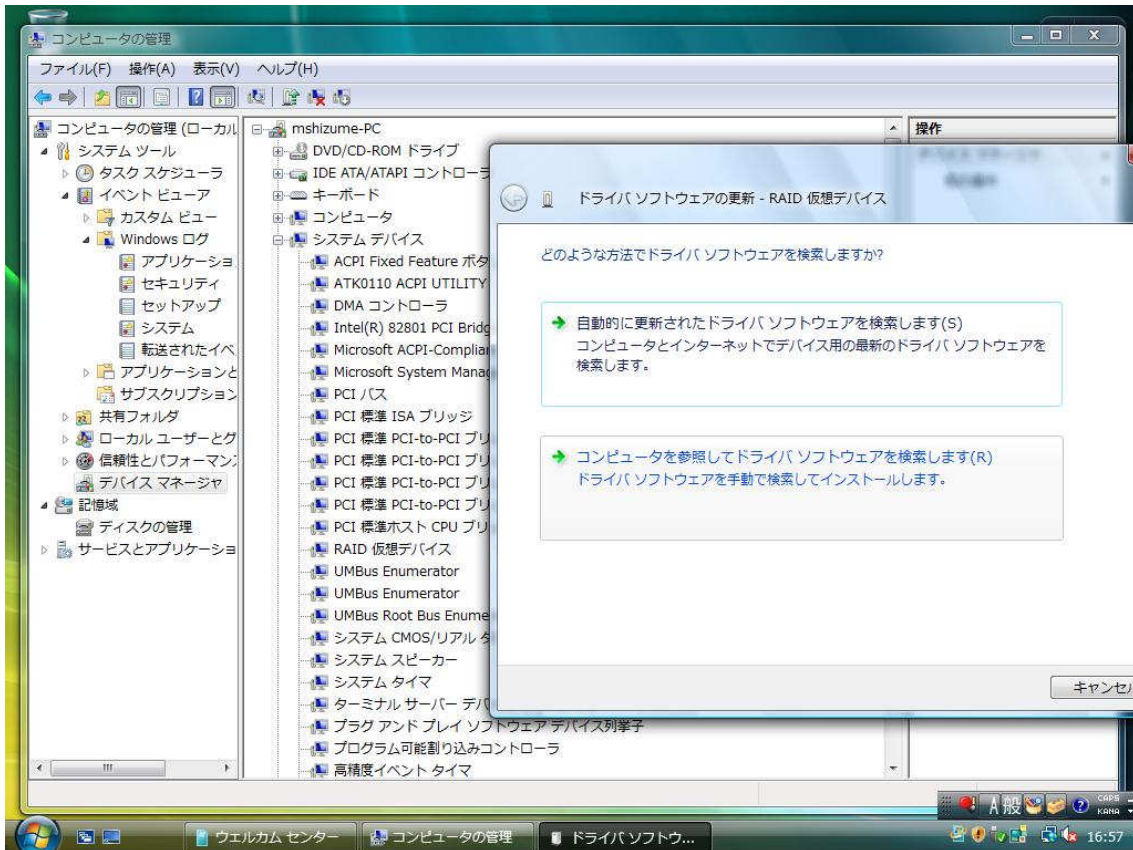 コンピュータの管理
ファイル(F) 操作(A) 表示(V) ヘルプ(H)
コンピュータの管理 (ローカル
システム ツール
タスク スケジューラ
イベント ビューア
カスタム ビュー
Windows ログ
アプリケーショ
セキュリティ
セットアップ
システム
転送されたイベ
アプリケーションと
サブスクリプション
共有フォルダ
ローカル ユーザーとグ
信頼性とパフォーマン
デバイス マネージャ
記憶域
ディスクの管理
サービスとアプリケーショ
mshizume-PC
DVD/CD-ROM ドライブ
IDE ATA/ATAPI コントローラ
キーボード
コンピュータ
システム デバイス
ACPI Fixed Feature ボタ
ATK0110 ACPI UTILITY
DMA コントローラ
Intel(R) 82801 PCI Bridg
Microsoft ACPI-Complian
Microsoft System Manag
PCI バス
PCI 標準 ISA ブリッジ
PCI 標準 PCI-to-PCI ブリ
PCI 標準 PCI-to-PCI ブリ
PCI 標準 PCI-to-PCI ブリ
PCI 標準 PCI-to-PCI ブリ
PCI 標準ホスト CPU ブリ
RAID 仮想デバイス
UMBus Enumerator
UMBus Enumerator
UMBus Root Bus Enume
システム CMOS/リアル タ
システム スピーカー
システム タイマ
ターミナル サーバー デバ
プラグ アンド プレイ ソフトウェア デバイス列挙子
プログラム可能割り込みコントローラ
高精度イベント タイマ
操作
ドライバ ソフトウェアの更新 - RAID 仮想デバイス
どのような方法でドライバ ソフトウェアを検索しますか?
自動的に更新されたドライバ ソフトウェアを検索します(S)
コンピュータとインターネットでデバイス用の最新のドライバ ソフトウェアを
検索します。
コンピュータを参照してドライバ ソフトウェアを検索します(R)
ドライバ ソフトウェアを手動で検索してインストールします。
キャンセル
A 般 CAPS
KANA
ウエルカム センター
コンピュータの管理
ドライバ ソフトウ...
16:57